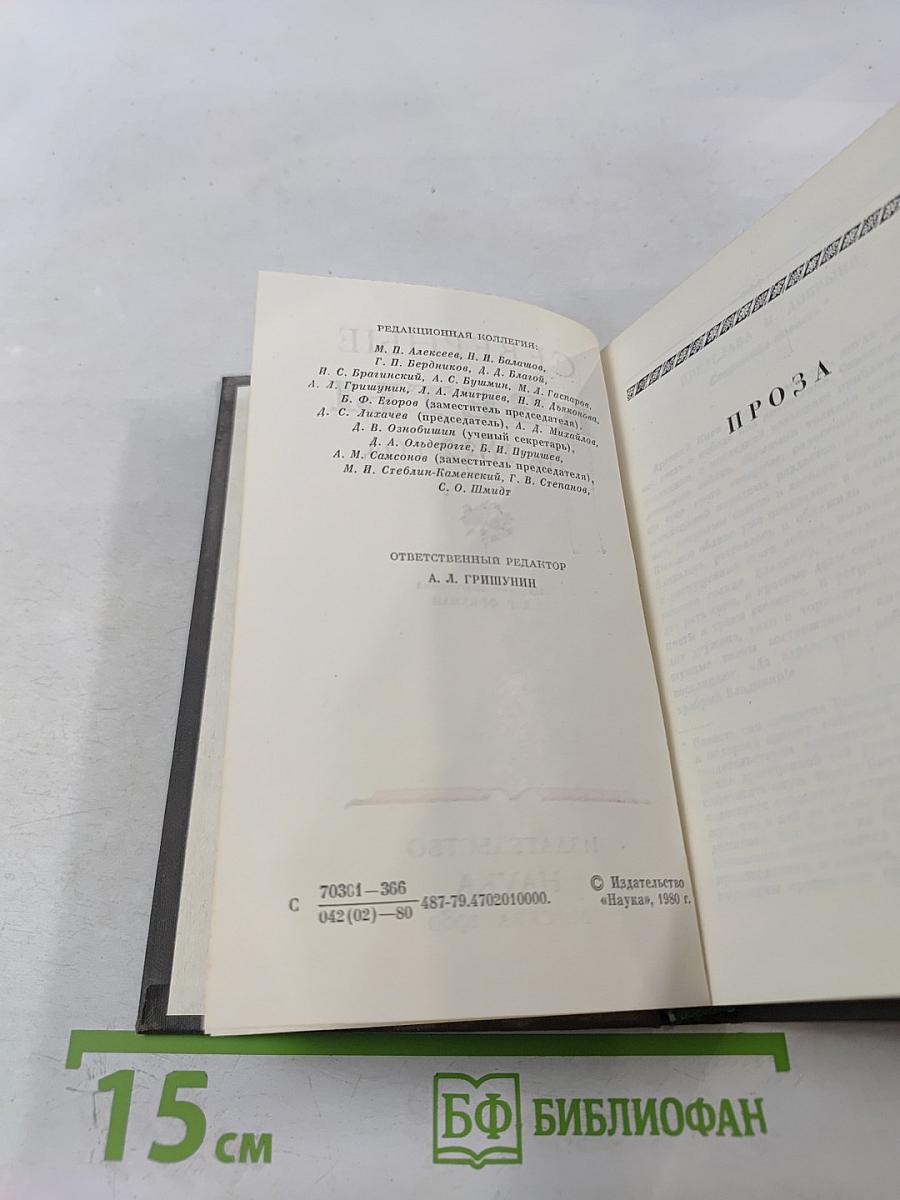 РЕДАКЦИОННАЯ КОЛЛЕГИЯ:
М. П. Алексеев, Н. И. Балашов,
Г. П. Бердников, Д. Д. Благой,
И. С. Брагинский, А. С. Бушмин, М. Л. Гаспаров,
А. Л. Гришунин, Л. А. Дмитриев, Н. Я. Дьяконова,
Б. Ф. Егоров (заместитель председателя),
Д. С. Лихачев (председатель), А. Д. Михайлов,
Д. В. Ознобишин (ученый секретарь),
Д. А. Ольдерогге, Б. И. Пуришев,
А. М. Самсонов (заместитель председателя),
М. И. Стеблин-Каменский, Г. В. Степанов,
С. О. Шмидт
ОТВЕТСТВЕННЫЙ РЕДАКТОР
А. Л. ГРИШУНИН
С 70301—366
042(02)—80 487-79.4702010000.
© Издательство
«Наука», 1980 г.
ПРОЗА
15 см
БФ БИБЛИОФАН